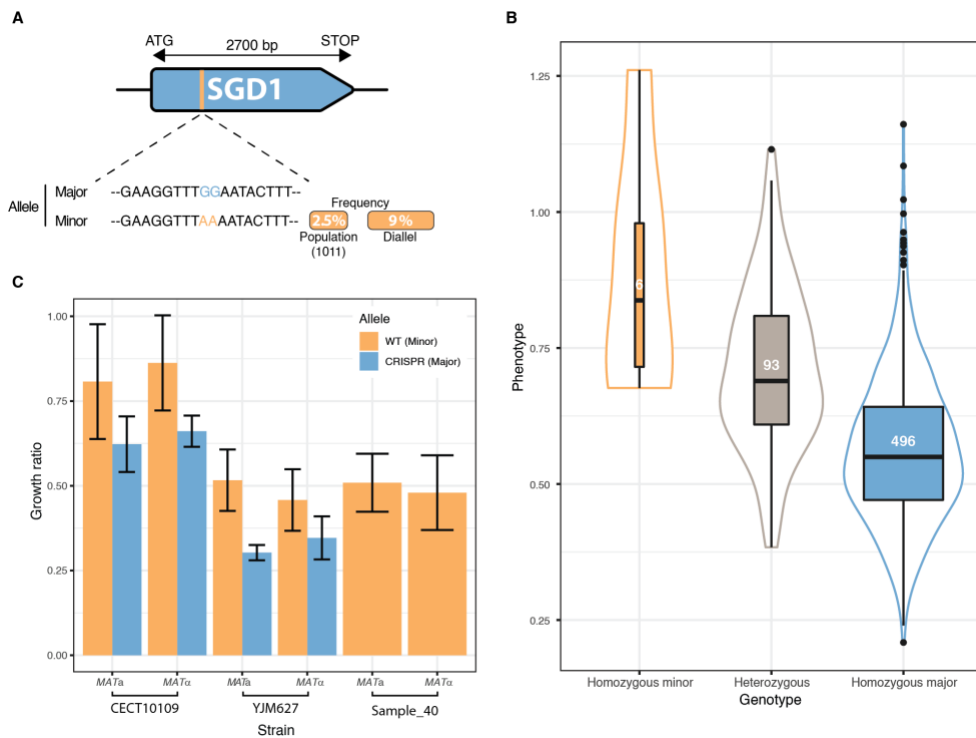 A
ATG
2700 bp
STOP
SGD1
Allele
Major
--GAAGGTTTGGAATACTTT--
Minor
--GAAGGTTTAAAATACTTT--
Frequency
2.5%
9%
Population
(1011)
Diallel
C
1.00
0.75
0.50
0.25
0.00
Growth ratio
Allele
WT (Minor)
CRISPR (Major)
MATa
MATα
MATa
MATα
MATa
MATα
CECT10109
YJM627
Sample_40
Strain
B
1.25
1.00
0.75
0.50
0.25
Phenotype
6
93
496
Homozygous minor
Heterozygous
Homozygous major
Genotype